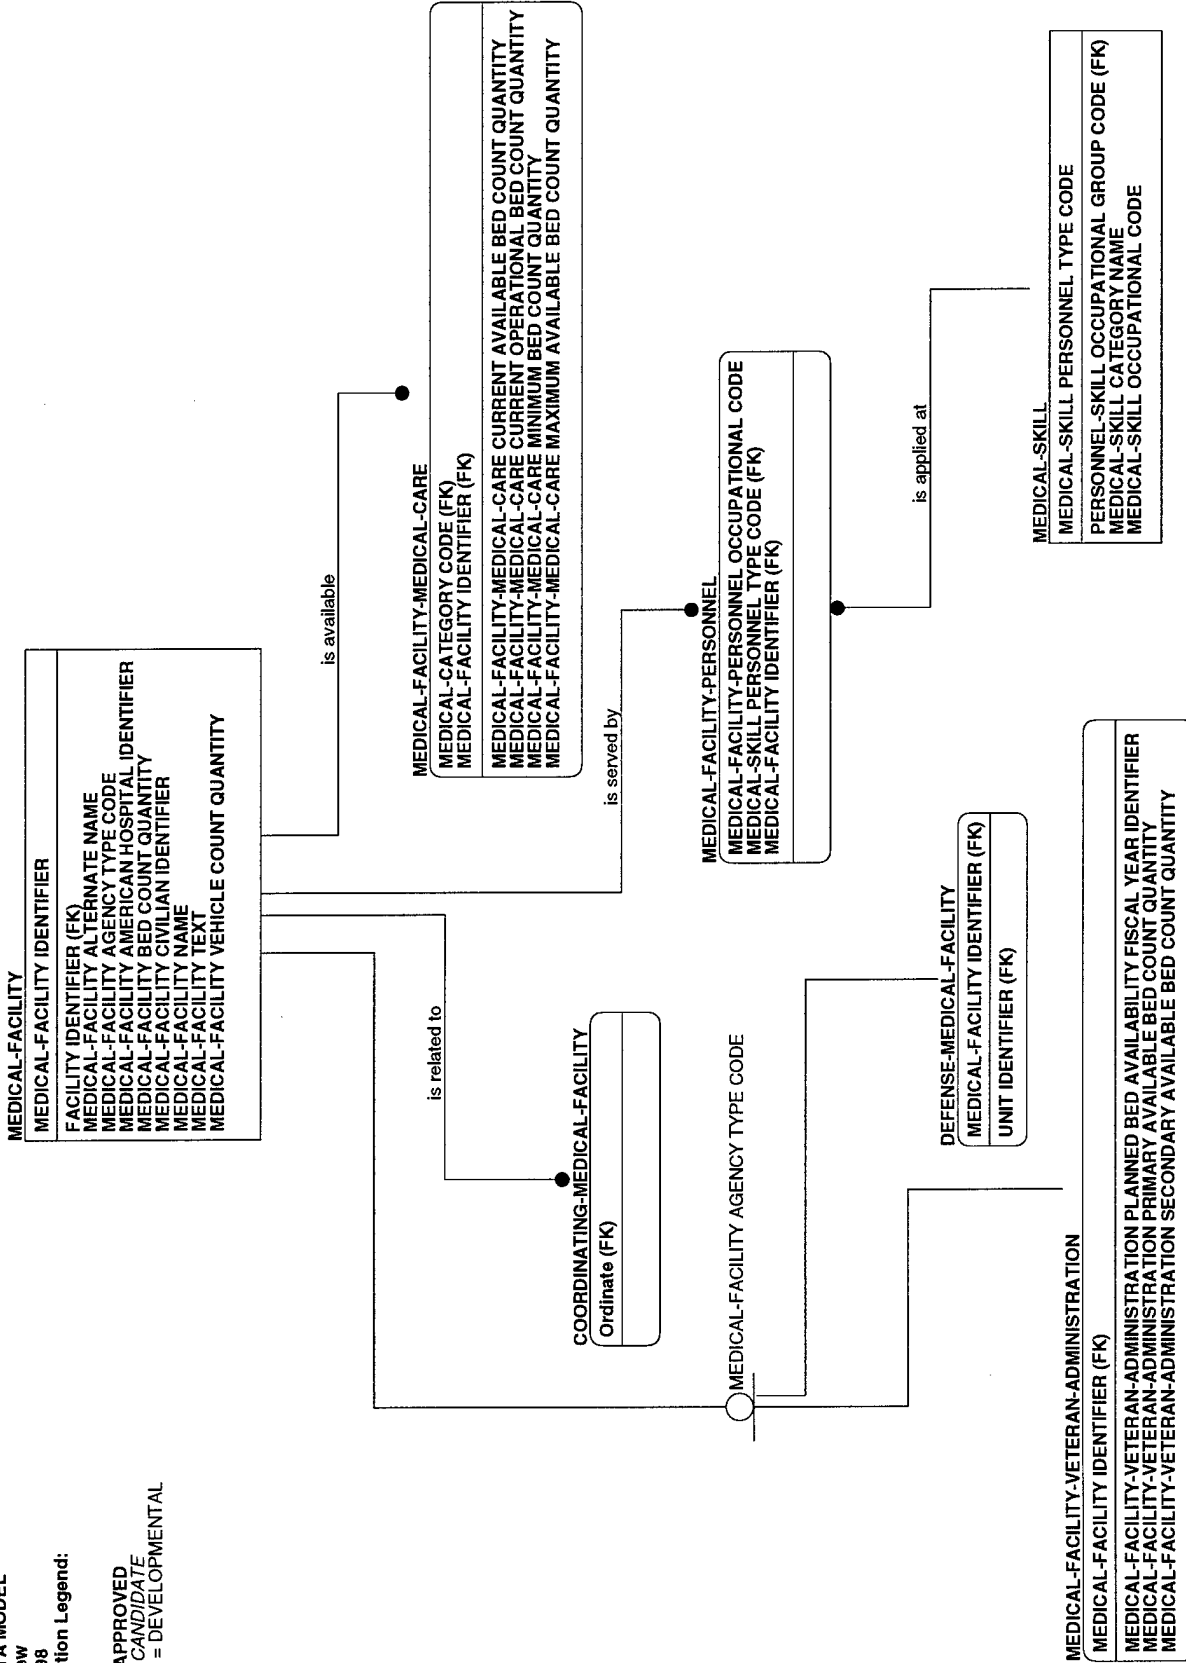 TA MODEL
ew
98
tion Legend:
APPROVED
CANDIDATE
= DEVELOPMENTAL
MEDICAL-FACILITY
MEDICAL-FACILITY IDENTIFIER
FACILITY IDENTIFIER (FK)
MEDICAL-FACILITY ALTERNATE NAME
MEDICAL-FACILITY AGENCY TYPE CODE
MEDICAL-FACILITY AMERICAN HOSPITAL IDENTIFIER
MEDICAL-FACILITY BED COUNT QUANTITY
MEDICAL-FACILITY CIVILIAN IDENTIFIER
MEDICAL-FACILITY NAME
MEDICAL-FACILITY TEXT
MEDICAL-FACILITY VEHICLE COUNT QUANTITY
is available
MEDICAL-FACILITY-MEDICAL-CARE
MEDICAL-CATEGORY CODE (FK)
MEDICAL-FACILITY IDENTIFIER (FK)
MEDICAL-FACILITY-MEDICAL-CARE CURRENT AVAILABLE BED COUNT QUANTITY
MEDICAL-FACILITY-MEDICAL-CARE CURRENT OPERATIONAL BED COUNT QUANTITY
MEDICAL-FACILITY-MEDICAL-CARE MINIMUM BED COUNT QUANTITY
MEDICAL-FACILITY-MEDICAL-CARE MAXIMUM AVAILABLE BED COUNT QUANTITY
is related to
COORDINATING-MEDICAL-FACILITY
Ordinate (FK)
is served by
MEDICAL-FACILITY-PERSONNEL
MEDICAL-FACILITY-PERSONNEL OCCUPATIONAL CODE
MEDICAL-SKILL PERSONNEL TYPE CODE (FK)
MEDICAL-FACILITY IDENTIFIER (FK)
MEDICAL-FACILITY AGENCY TYPE CODE
is applied at
DEFENSE-MEDICAL-FACILITY
MEDICAL-FACILITY IDENTIFIER (FK)
UNIT IDENTIFIER (FK)
MEDICAL-SKILL
MEDICAL-SKILL PERSONNEL TYPE CODE
PERSONNEL-SKILL OCCUPATIONAL GROUP CODE (FK)
MEDICAL-SKILL CATEGORY NAME
MEDICAL-SKILL OCCUPATIONAL CODE
MEDICAL-FACILITY-VETERAN-ADMINISTRATION
MEDICAL-FACILITY IDENTIFIER (FK)
MEDICAL-FACILITY-VETERAN-ADMINISTRATION PLANNED BED AVAILABILITY FISCAL YEAR IDENTIFIER
MEDICAL-FACILITY-VETERAN-ADMINISTRATION PRIMARY AVAILABLE BED COUNT QUANTITY
MEDICAL-FACILITY-VETERAN-ADMINISTRATION SECONDARY AVAILABLE BED COUNT QUANTITY